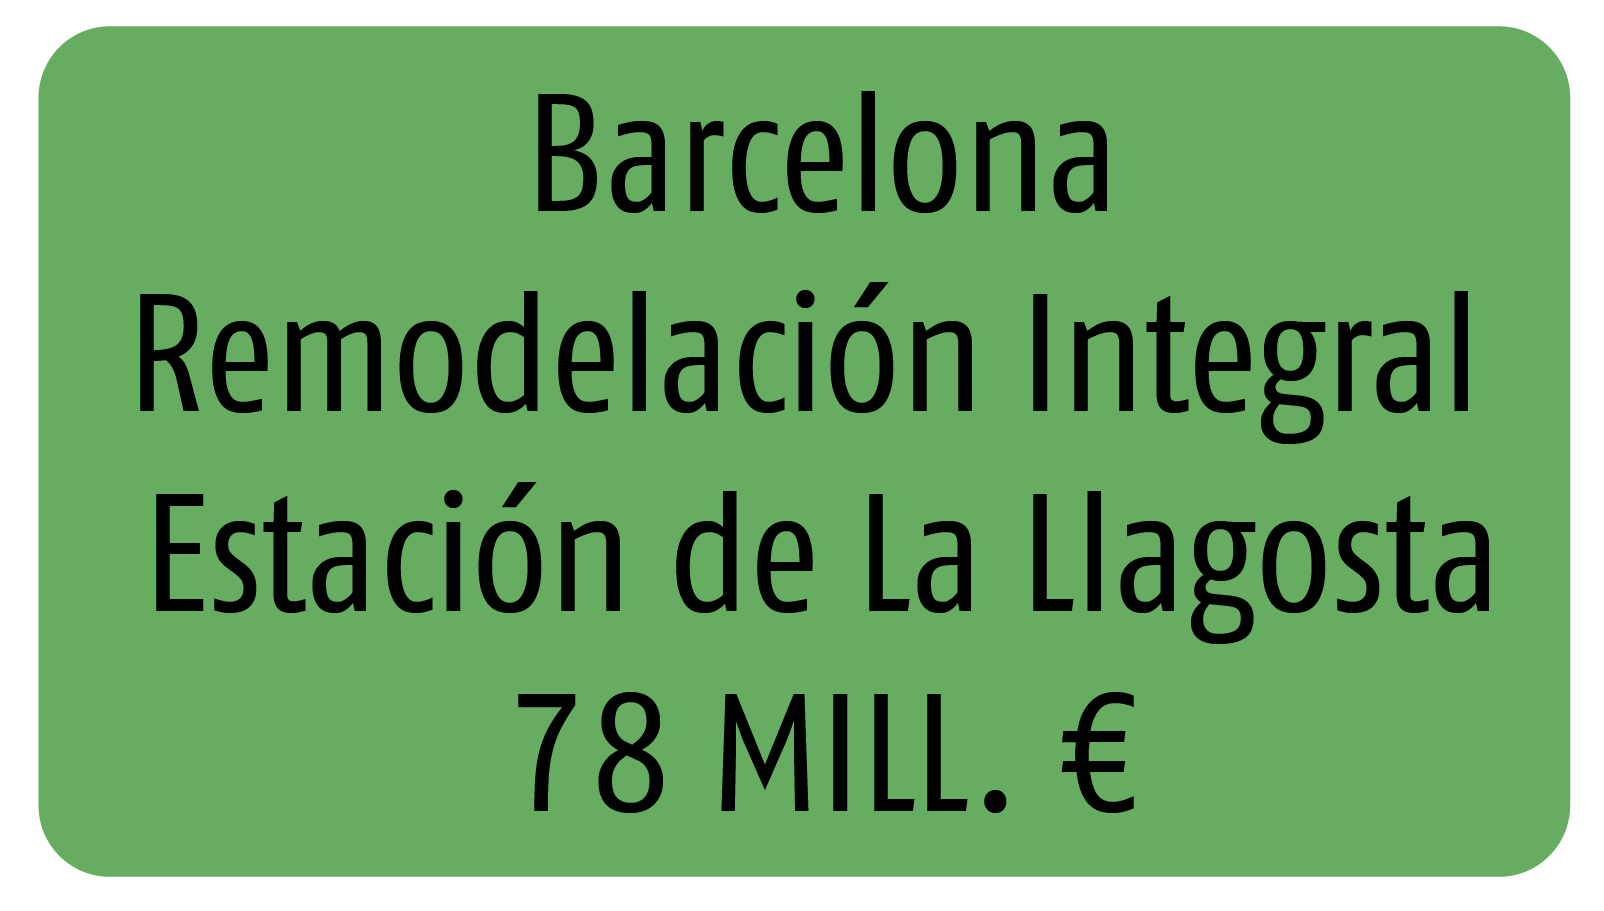 Barcelona
Remodelación Integral
Estación de La Llagosta
78 MILL. €